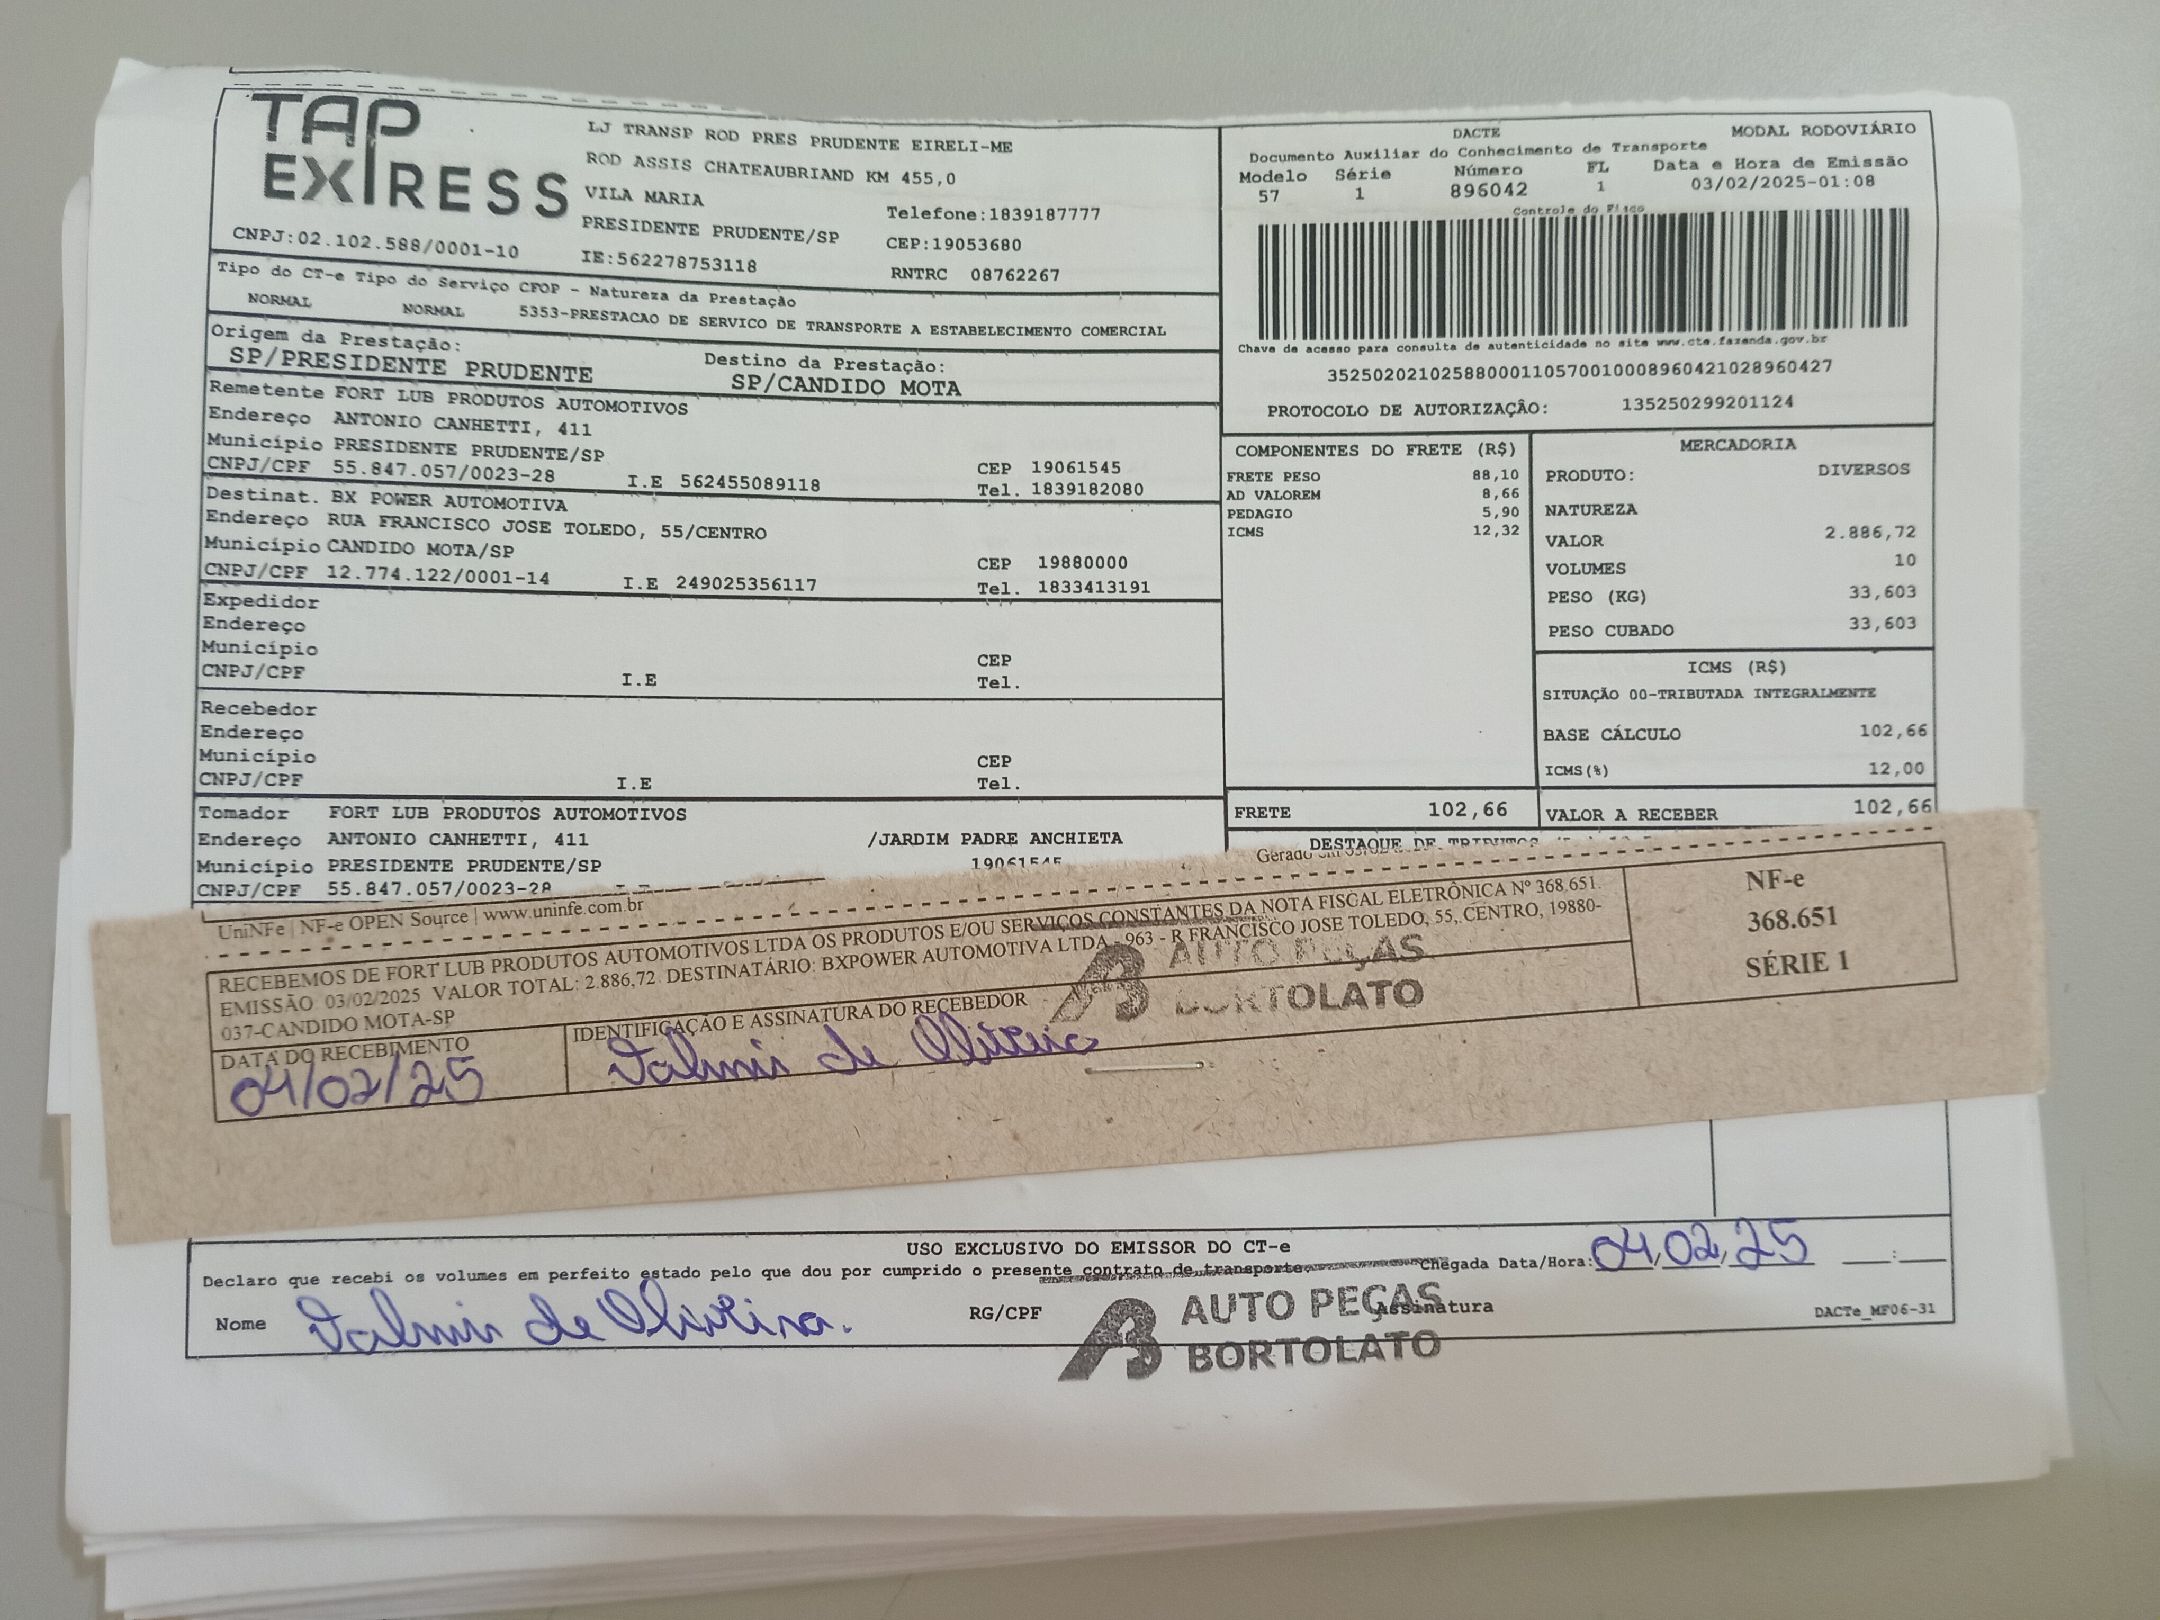 TAP
EXPRESS
CNPJ:02.102.588/0001-10
LJ TRANSP ROD PRES PRUDENTE EIRELI-ME
ROD ASSIS CHATEAUBRIAND KM 455,0
VILA MARIA
PRESIDENTE PRUDENTE/SP
IE:562278753118
Telefone:1839187777
CEP:19053680
RNTRC 08762267
DACTE MODAL RODOVIÁRIO
Documento Auxiliar do Conhecimento de Transporte
Modelo Série Número FL Data e Hora de Emissão
57 1 896042 1 03/02/2025-01:08
Controle do Fisco
Chave de acesso para consulta de autenticidade no site www.cte.fazenda.gov.br
35250202102588000110570010008960421028960427
PROTOCOLO DE AUTORIZAÇÃO: 135250299201124
Tipo do CT-e Tipo do Serviço CFOP - Natureza da Prestação
NORMAL NORMAL 5353-PRESTACAO DE SERVICO DE TRANSPORTE A ESTABELECIMENTO COMERCIAL
Origem da Prestação: Destino da Prestação:
SP/PRESIDENTE PRUDENTE SP/CANDIDO MOTA
Remetente FORT LUB PRODUTOS AUTOMOTIVOS
Endereço ANTONIO CANHETTI, 411
Município PRESIDENTE PRUDENTE/SP CEP 19061545
CNPJ/CPF 55.847.057/0023-28 I.E 562455089118 Tel. 1839182080
Destinat. BX POWER AUTOMOTIVA
Endereço RUA FRANCISCO JOSE TOLEDO, 55/CENTRO
Município CANDIDO MOTA/SP CEP 19880000
CNPJ/CPF 12.774.122/0001-14 I.E 249025356117 Tel. 1833413191
Expedidor
Endereço
Município CEP
CNPJ/CPF I.E Tel.
Recebedor
Endereço
Município CEP
CNPJ/CPF I.E Tel.
Tomador FORT LUB PRODUTOS AUTOMOTIVOS
Endereço ANTONIO CANHETTI, 411 /JARDIM PADRE ANCHIETA
Município PRESIDENTE PRUDENTE/SP 19061545
CNPJ/CPF 55.847.057/0023-28
COMPONENTES DO FRETE (R$)
FRETE PESO 88,10
AD VALOREM 8,66
PEDAGIO 5,90
ICMS 12,32
FRETE 102,66
MERCADORIA
PRODUTO: DIVERSOS
NATUREZA
VALOR 2.886,72
VOLUMES 10
PESO (KG) 33,603
PESO CUBADO 33,603
ICMS (R$)
SITUAÇÃO 00-TRIBUTADA INTEGRALMENTE
BASE CÁLCULO 102,66
ICMS(%) 12,00
VALOR A RECEBER 102,66
DESTAQUE DE TRIBUTOS
UniNFe | NF-e OPEN Source | www.uninfe.com.br Gerado
RECEBEMOS DE FORT LUB PRODUTOS AUTOMOTIVOS LTDA OS PRODUTOS E/OU SERVIÇOS CONSTANTES DA NOTA FISCAL ELETRÔNICA Nº 368.651.
EMISSÃO 03/02/2025 VALOR TOTAL: 2.886,72 DESTINATÁRIO: BXPOWER AUTOMOTIVA LTDA - 963 - R FRANCISCO JOSE TOLEDO, 55, CENTRO, 19880-
037-CANDIDO MOTA-SP
DATA DO RECEBIMENTO
04/02/25
IDENTIFICAÇÃO E ASSINATURA DO RECEBEDOR
de Oliveira
AUTO PEÇAS
BORTOLATO
NF-e
368.651
SÉRIE 1
USO EXCLUSIVO DO EMISSOR DO CT-e
Declaro que recebi os volumes em perfeito estado pelo que dou por cumprido o presente contrato de transporte. Chegada Data/Hora: 04/02/25 :
Nome de Oliveira. RG/CPF Assinatura
AUTO PEÇAS
BORTOLATO
DACTe_MF06-31